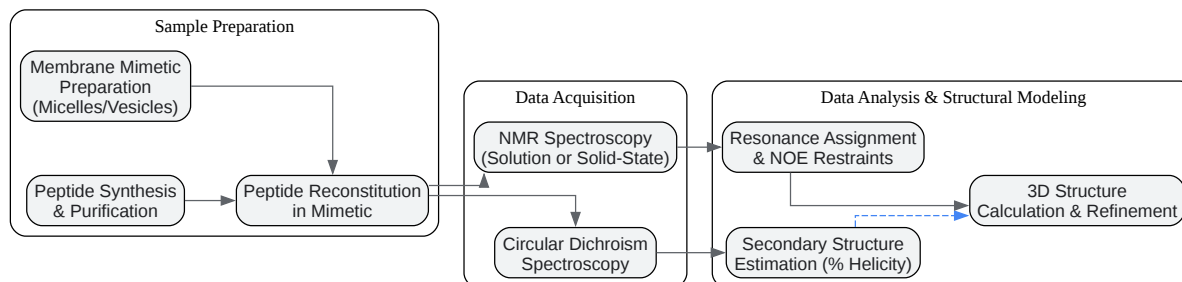 Sample Preparation
Membrane Mimetic
Preparation
(Micelles/Vesicles)
Peptide Synthesis
& Purification
Peptide Reconstitution
in Mimetic
Data Acquisition
NMR Spectroscopy
(Solution or Solid-State)
Circular Dichroism
Spectroscopy
Data Analysis & Structural Modeling
Resonance Assignment
& NOE Restraints
Secondary Structure
Estimation (% Helicity)
3D Structure
Calculation & Refinement